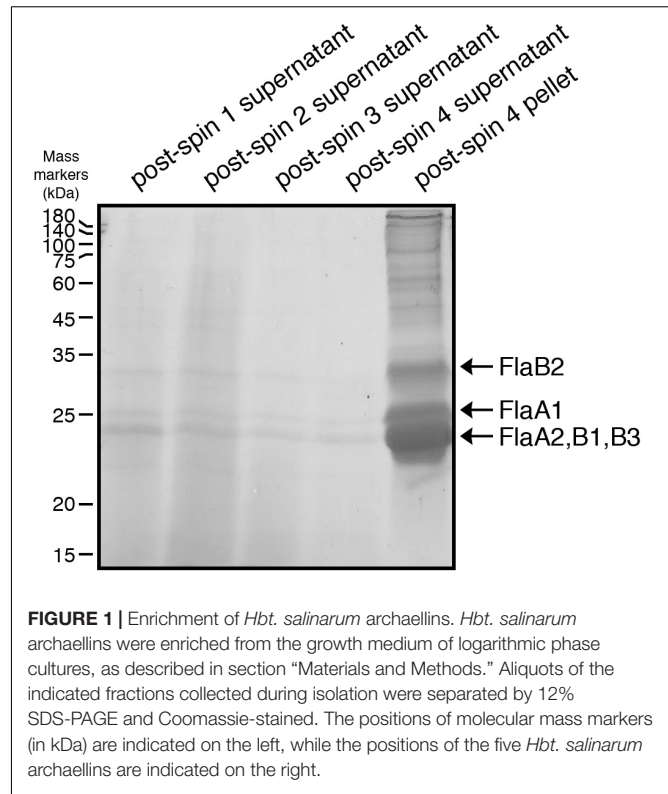 post-spin 1 supernatant
post-spin 2 supernatant
post-spin 3 supernatant
post-spin 4 supernatant
post-spin 4 pellet
Mass
markers
(kDa)
180
140
100
75
60
45
35
25
20
15
FlaB2
FlaA1
FlaA2,B1,B3
FIGURE 1 | Enrichment of Hbt. salinarum archaellins. Hbt. salinarum
archaellins were enriched from the growth medium of logarithmic phase
cultures, as described in section “Materials and Methods.” Aliquots of the
indicated fractions collected during isolation were separated by 12%
SDS-PAGE and Coomassie-stained. The positions of molecular mass markers
(in kDa) are indicated on the left, while the positions of the five Hbt. salinarum
archaellins are indicated on the right.